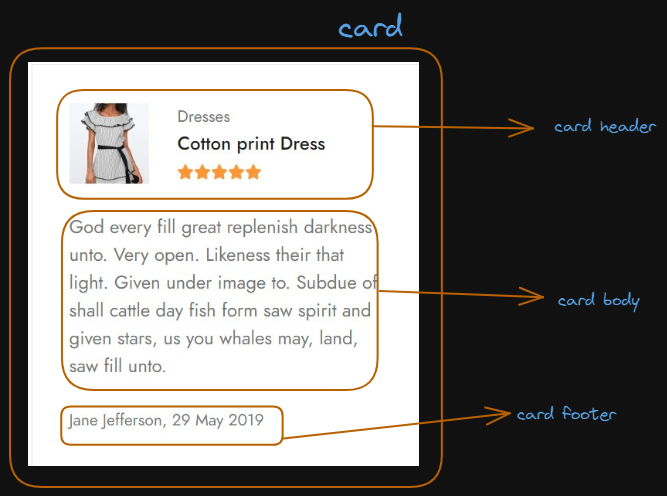 card
Dresses
Cotton print Dress
card header
God every fill great replenish darkness
unto. Very open. Likeness their that
light. Given under image to. Subdue of
shall cattle day fish form saw spirit and
given stars, us you whales may, land,
saw fill unto.
card body
Jane Jefferson, 29 May 2019
card footer